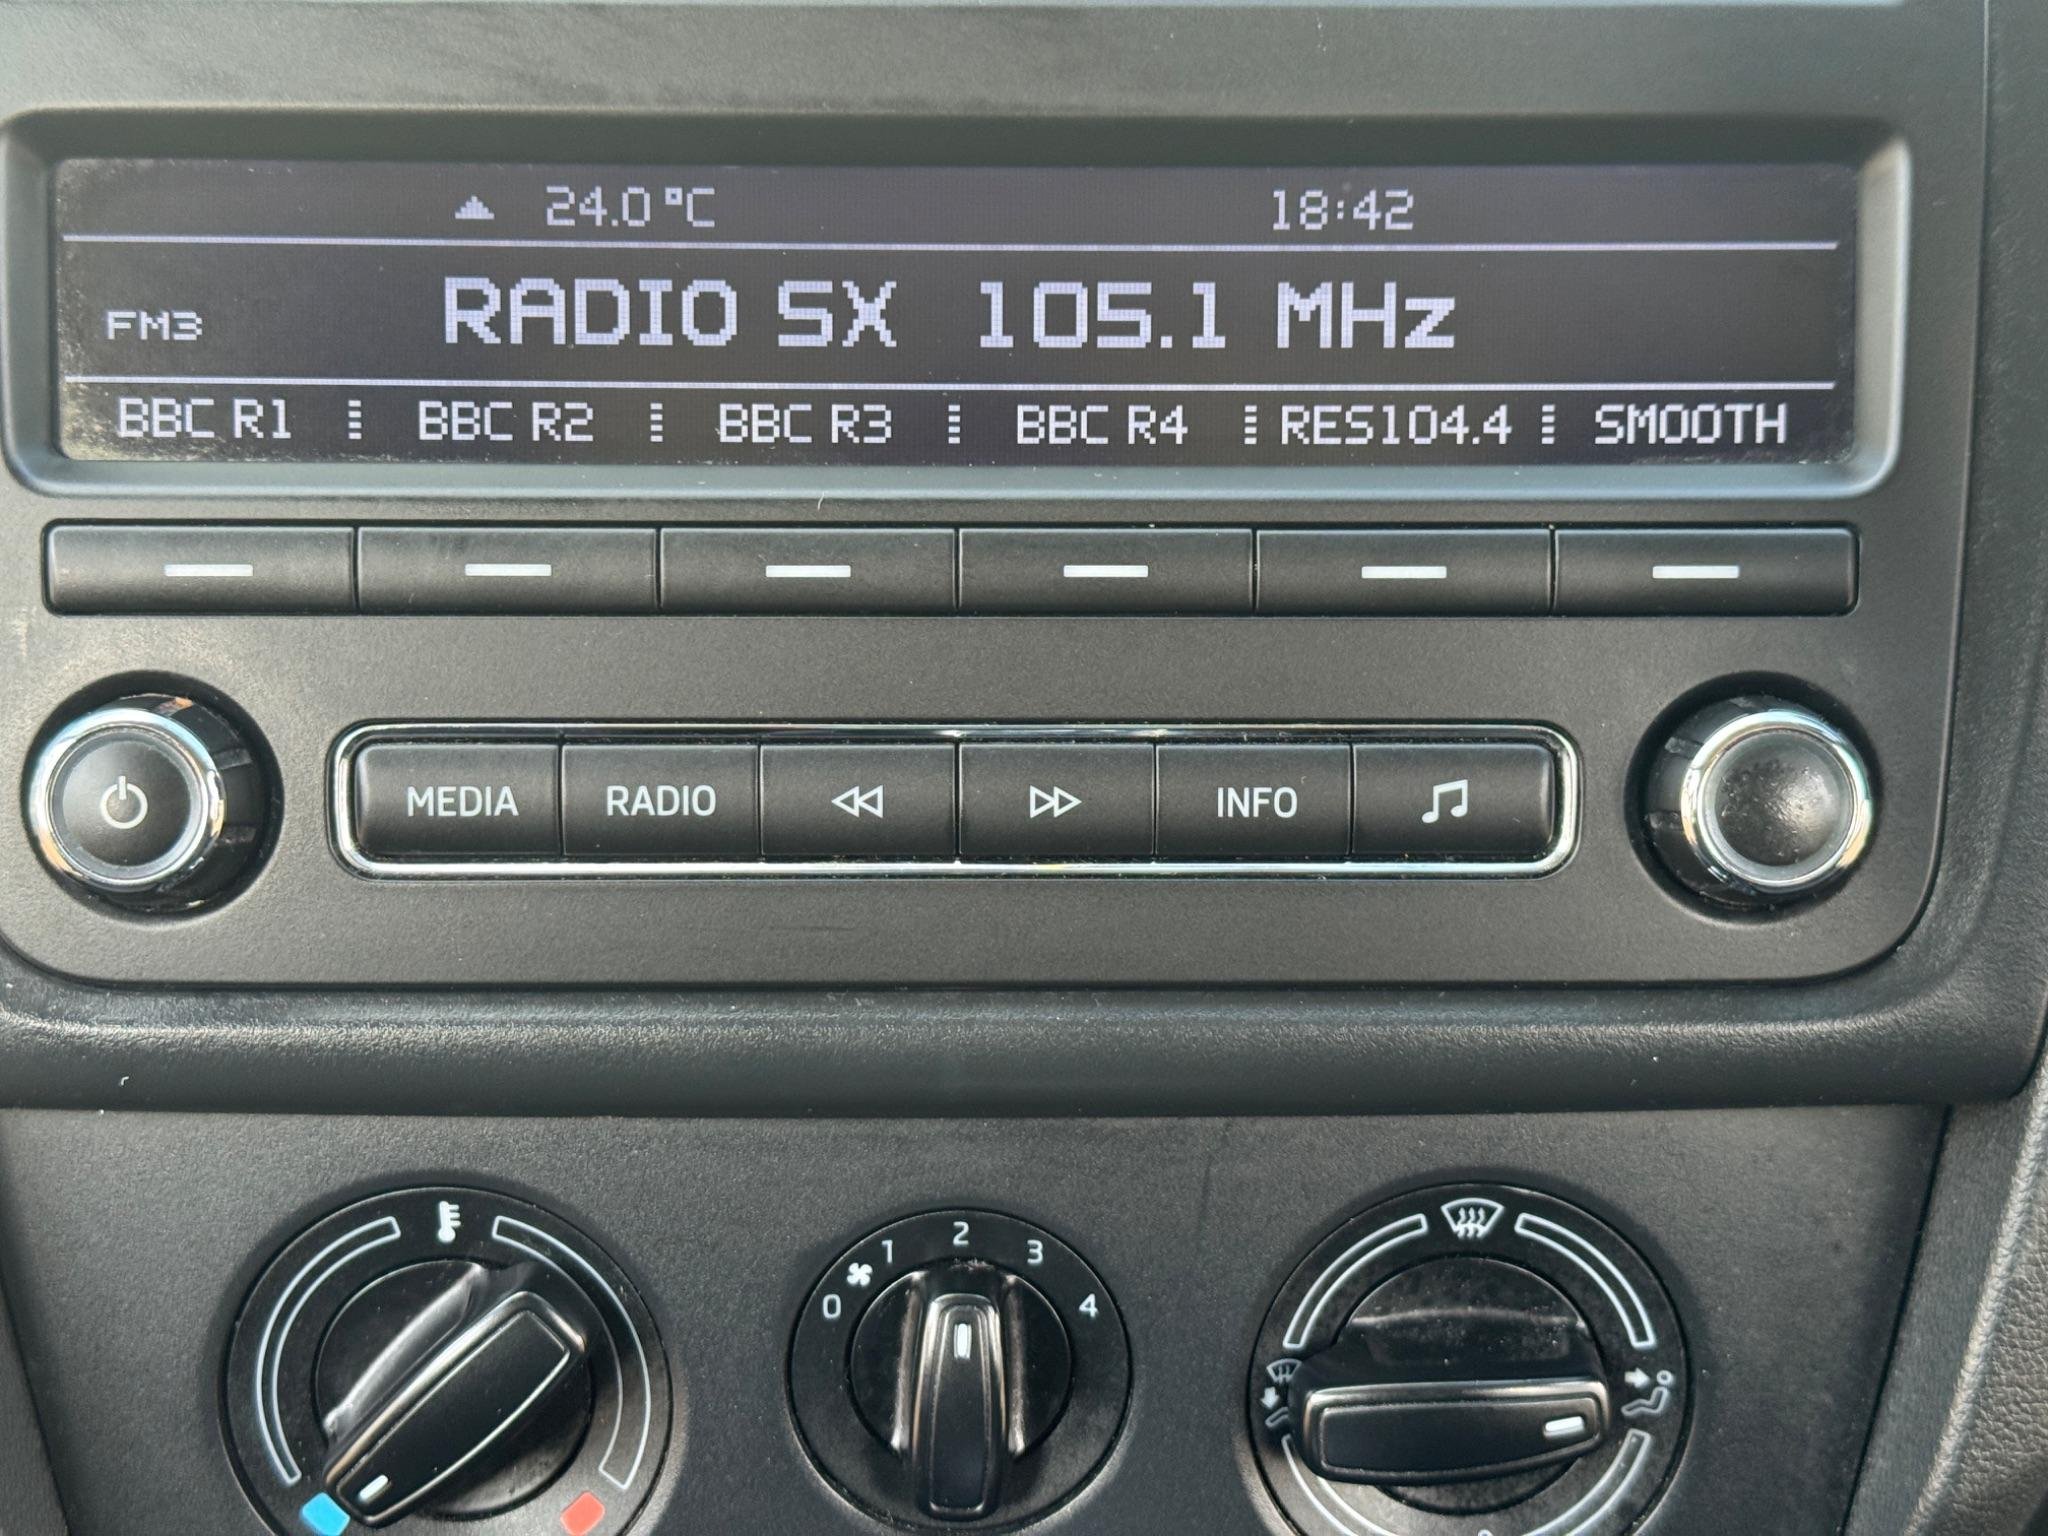 24.0 °C 18:42
FM3 RADIO SX 105.1 MHz
BBC R1 BBC R2 BBC R3 BBC R4 RES104.4 SMOOTH
MEDIA RADIO INFO
0 1 2 3 4